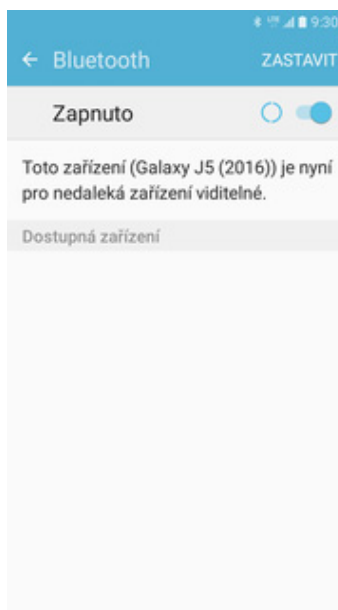 9:30
Bluetooth ZASTAVIT
Zapnuto
Toto zařízení (Galaxy J5 (2016)) je nyní
pro nedaleká zařízení viditelné.
Dostupná zařízení